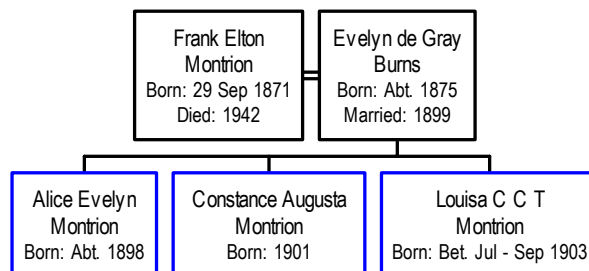 Frank Elton
Montrion
Born: 29 Sep 1871
Died: 1942
Evelyn de Gray
Burns
Born: Abt. 1875
Married: 1899
Alice Evelyn
Montrion
Born: Abt. 1898
Constance Augusta
Montrion
Born: 1901
Louisa C C T
Montrion
Born: Bet. Jul - Sep 1903